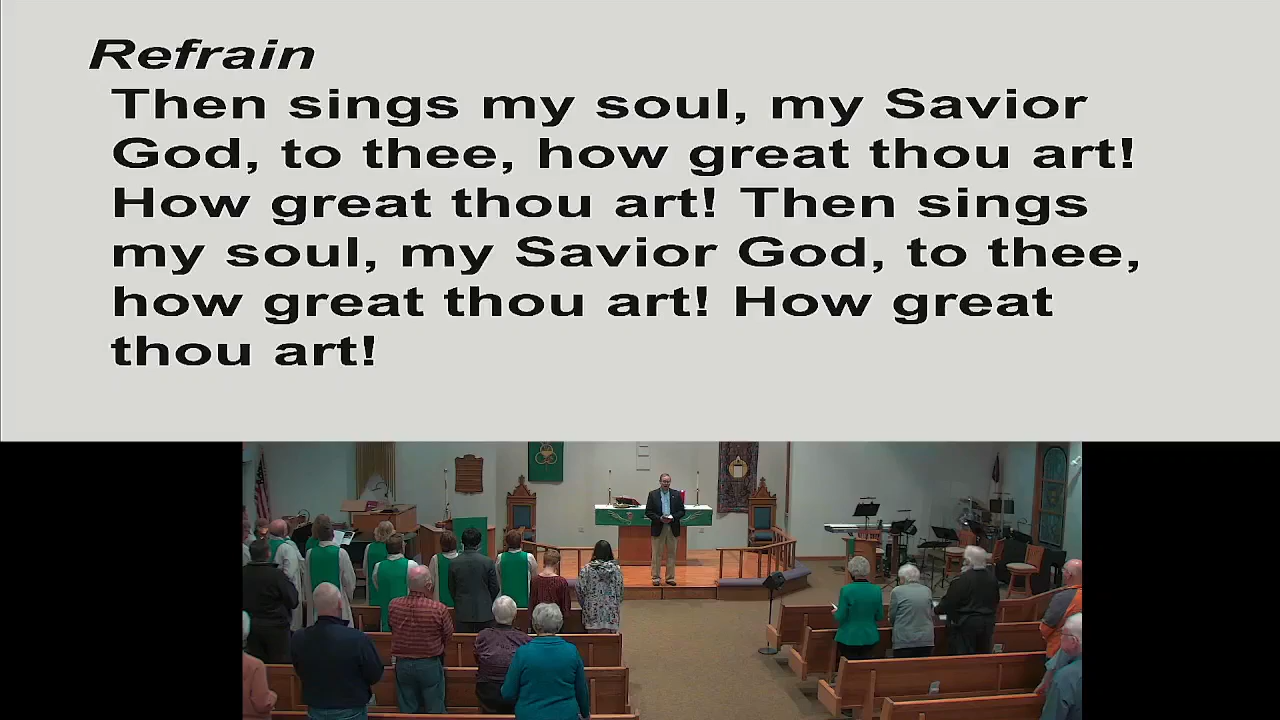 Refrain
Then sings my soul, my Savior
God, to thee, how great thou art!
How great thou art! Then sings
my soul, my Savior God, to thee,
how great thou art! How great
thou art!